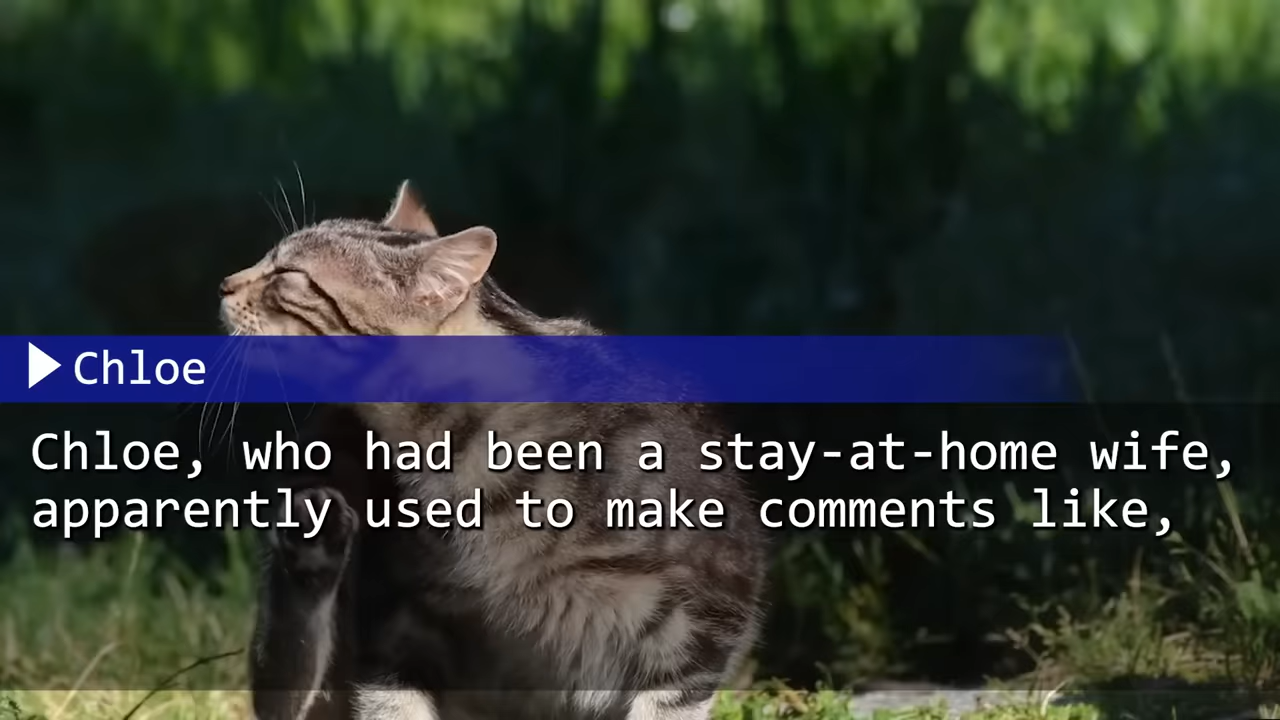 Chloe
Chloe, who had been a stay-at-home wife,
apparently used to make comments like,